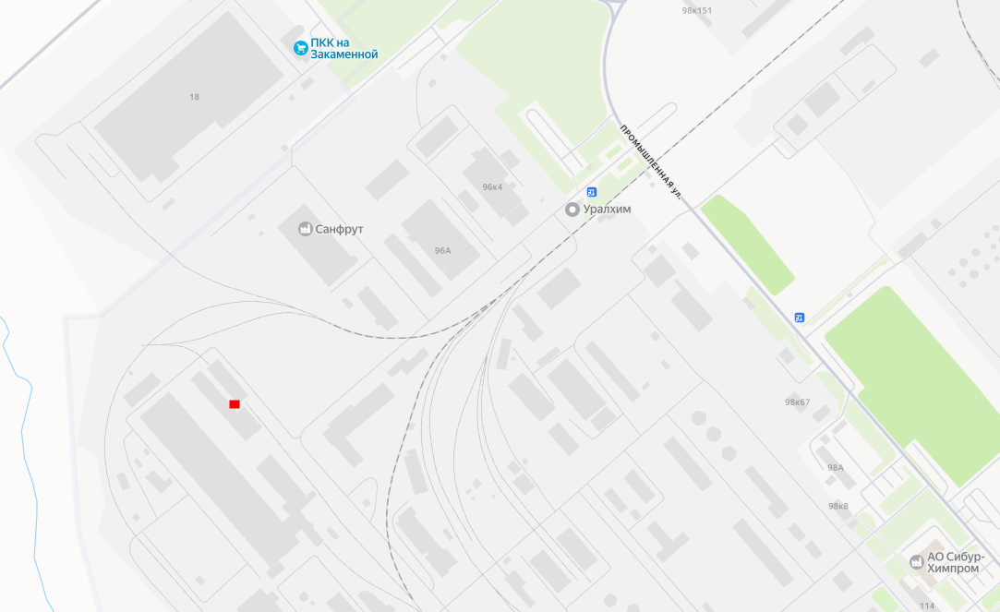 98к151
ПКК на
Закаменной
18
ПРОМЫШЛЕННАЯ УЛ.
96к4
Уралхим
Санфрут
96А
98к67
98А
98к8
АО Сибур-
Химпром
114